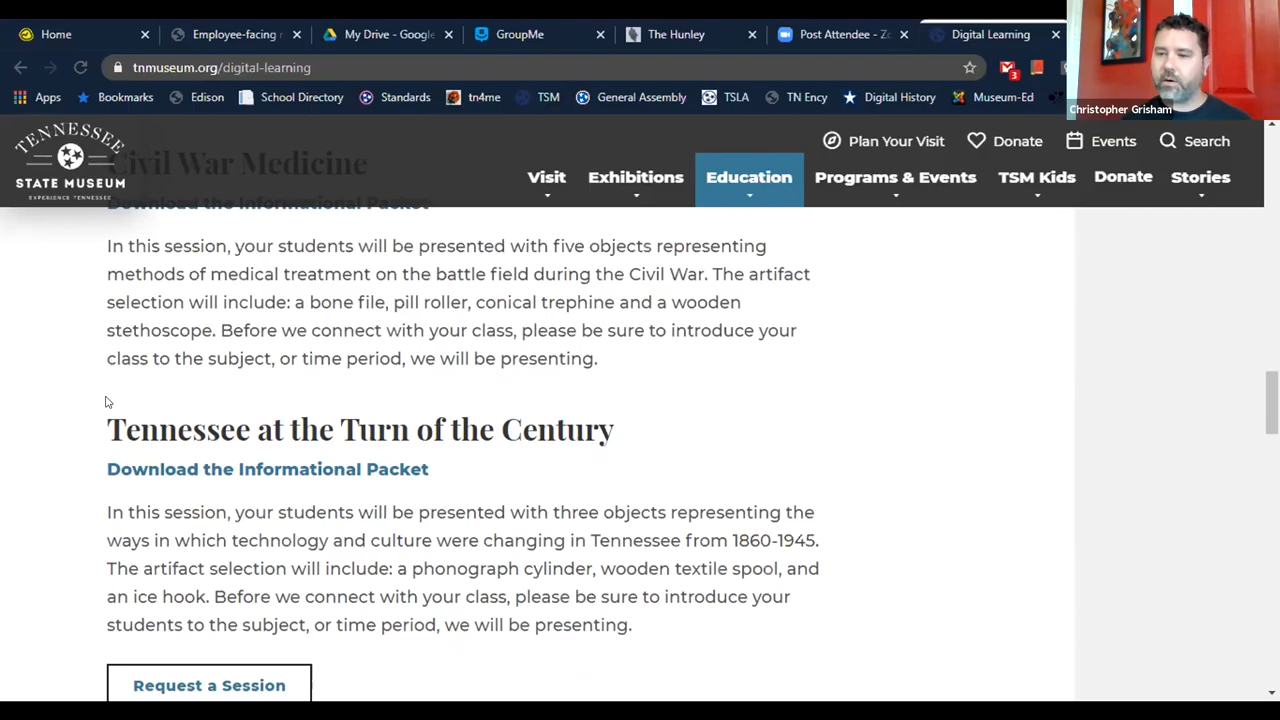 Home
Employee-facing r
My Drive - Google
GroupMe
The Hunley
Post Attendee - Zo
Digital Learning
tnmuseum.org/digital-learning
3
Apps
Bookmarks
Edison
School Directory
Standards
tn4me
TSM
General Assembly
TSLA
TN Ency
Digital History
Museum-Ed
Christopher Grisham
TENNESSEE
STATE MUSEUM
EXPERIENCE TENNESSEE
Plan Your Visit
Donate
Events
Search
Visit
Exhibitions
Education
Programs & Events
TSM Kids
Donate
Stories
Civil War Medicine
Download the Informational Packet
In this session, your students will be presented with five objects representing
methods of medical treatment on the battle field during the Civil War. The artifact
selection will include: a bone file, pill roller, conical trephine and a wooden
stethoscope. Before we connect with your class, please be sure to introduce your
class to the subject, or time period, we will be presenting.
Tennessee at the Turn of the Century
Download the Informational Packet
In this session, your students will be presented with three objects representing the
ways in which technology and culture were changing in Tennessee from 1860-1945.
The artifact selection will include: a phonograph cylinder, wooden textile spool, and
an ice hook. Before we connect with your class, please be sure to introduce your
students to the subject, or time period, we will be presenting.
Request a Session